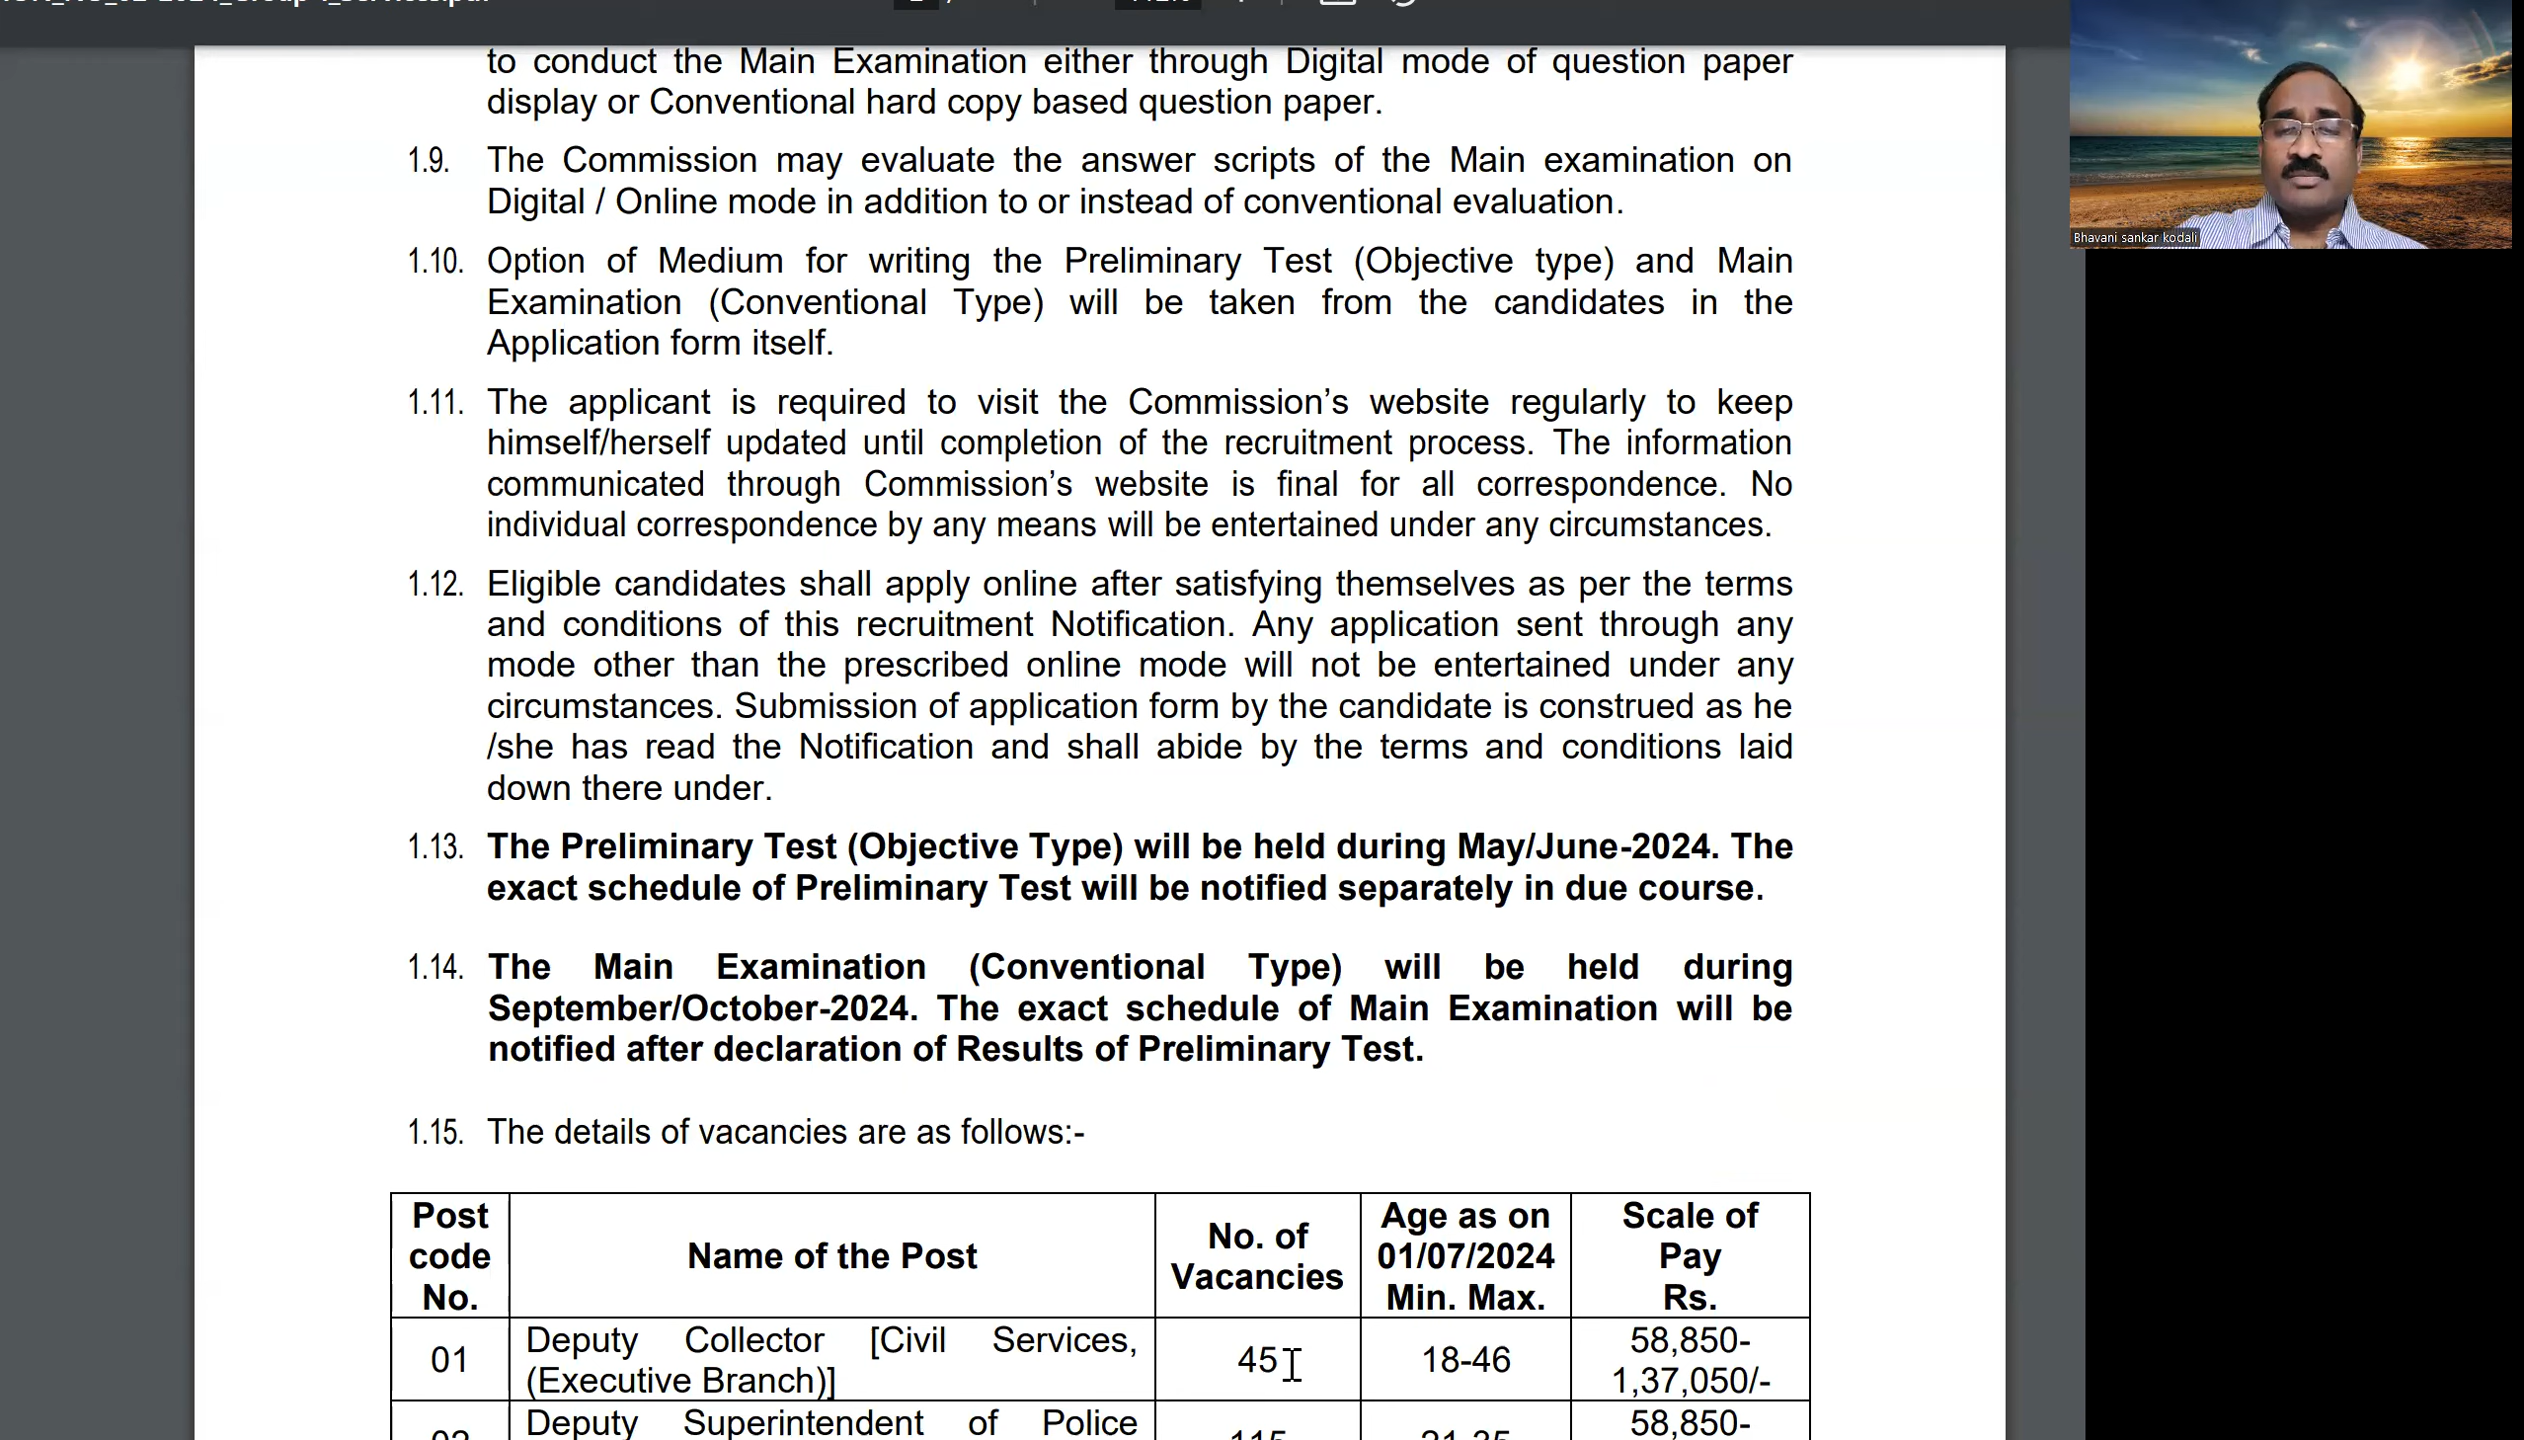 to conduct the Main Examination either through Digital mode of question paper
display or Conventional hard copy based question paper.
1.9. The Commission may evaluate the answer scripts of the Main examination on
Digital / Online mode in addition to or instead of conventional evaluation.
1.10. Option of Medium for writing the Preliminary Test (Objective type) and Main
Examination (Conventional Type) will be taken from the candidates in the
Application form itself.
1.11. The applicant is required to visit the Commission’s website regularly to keep
himself/herself updated until completion of the recruitment process. The information
communicated through Commission’s website is final for all correspondence. No
individual correspondence by any means will be entertained under any circumstances.
1.12. Eligible candidates shall apply online after satisfying themselves as per the terms
and conditions of this recruitment Notification. Any application sent through any
mode other than the prescribed online mode will not be entertained under any
circumstances. Submission of application form by the candidate is construed as he
/she has read the Notification and shall abide by the terms and conditions laid
down there under.
1.13. The Preliminary Test (Objective Type) will be held during May/June-2024. The
exact schedule of Preliminary Test will be notified separately in due course.
1.14. The Main Examination (Conventional Type) will be held during
September/October-2024. The exact schedule of Main Examination will be
notified after declaration of Results of Preliminary Test.
1.15. The details of vacancies are as follows:-
Post code No.
Name of the Post
No. of Vacancies
Age as on 01/07/2024 Min. Max.
Scale of Pay Rs.
01
Deputy Collector [Civil Services,
(Executive Branch)]
45
18-46
58,850-
1,37,050/-
Deputy Superintendent of Police
58,850-
Bhavani sankar kodali